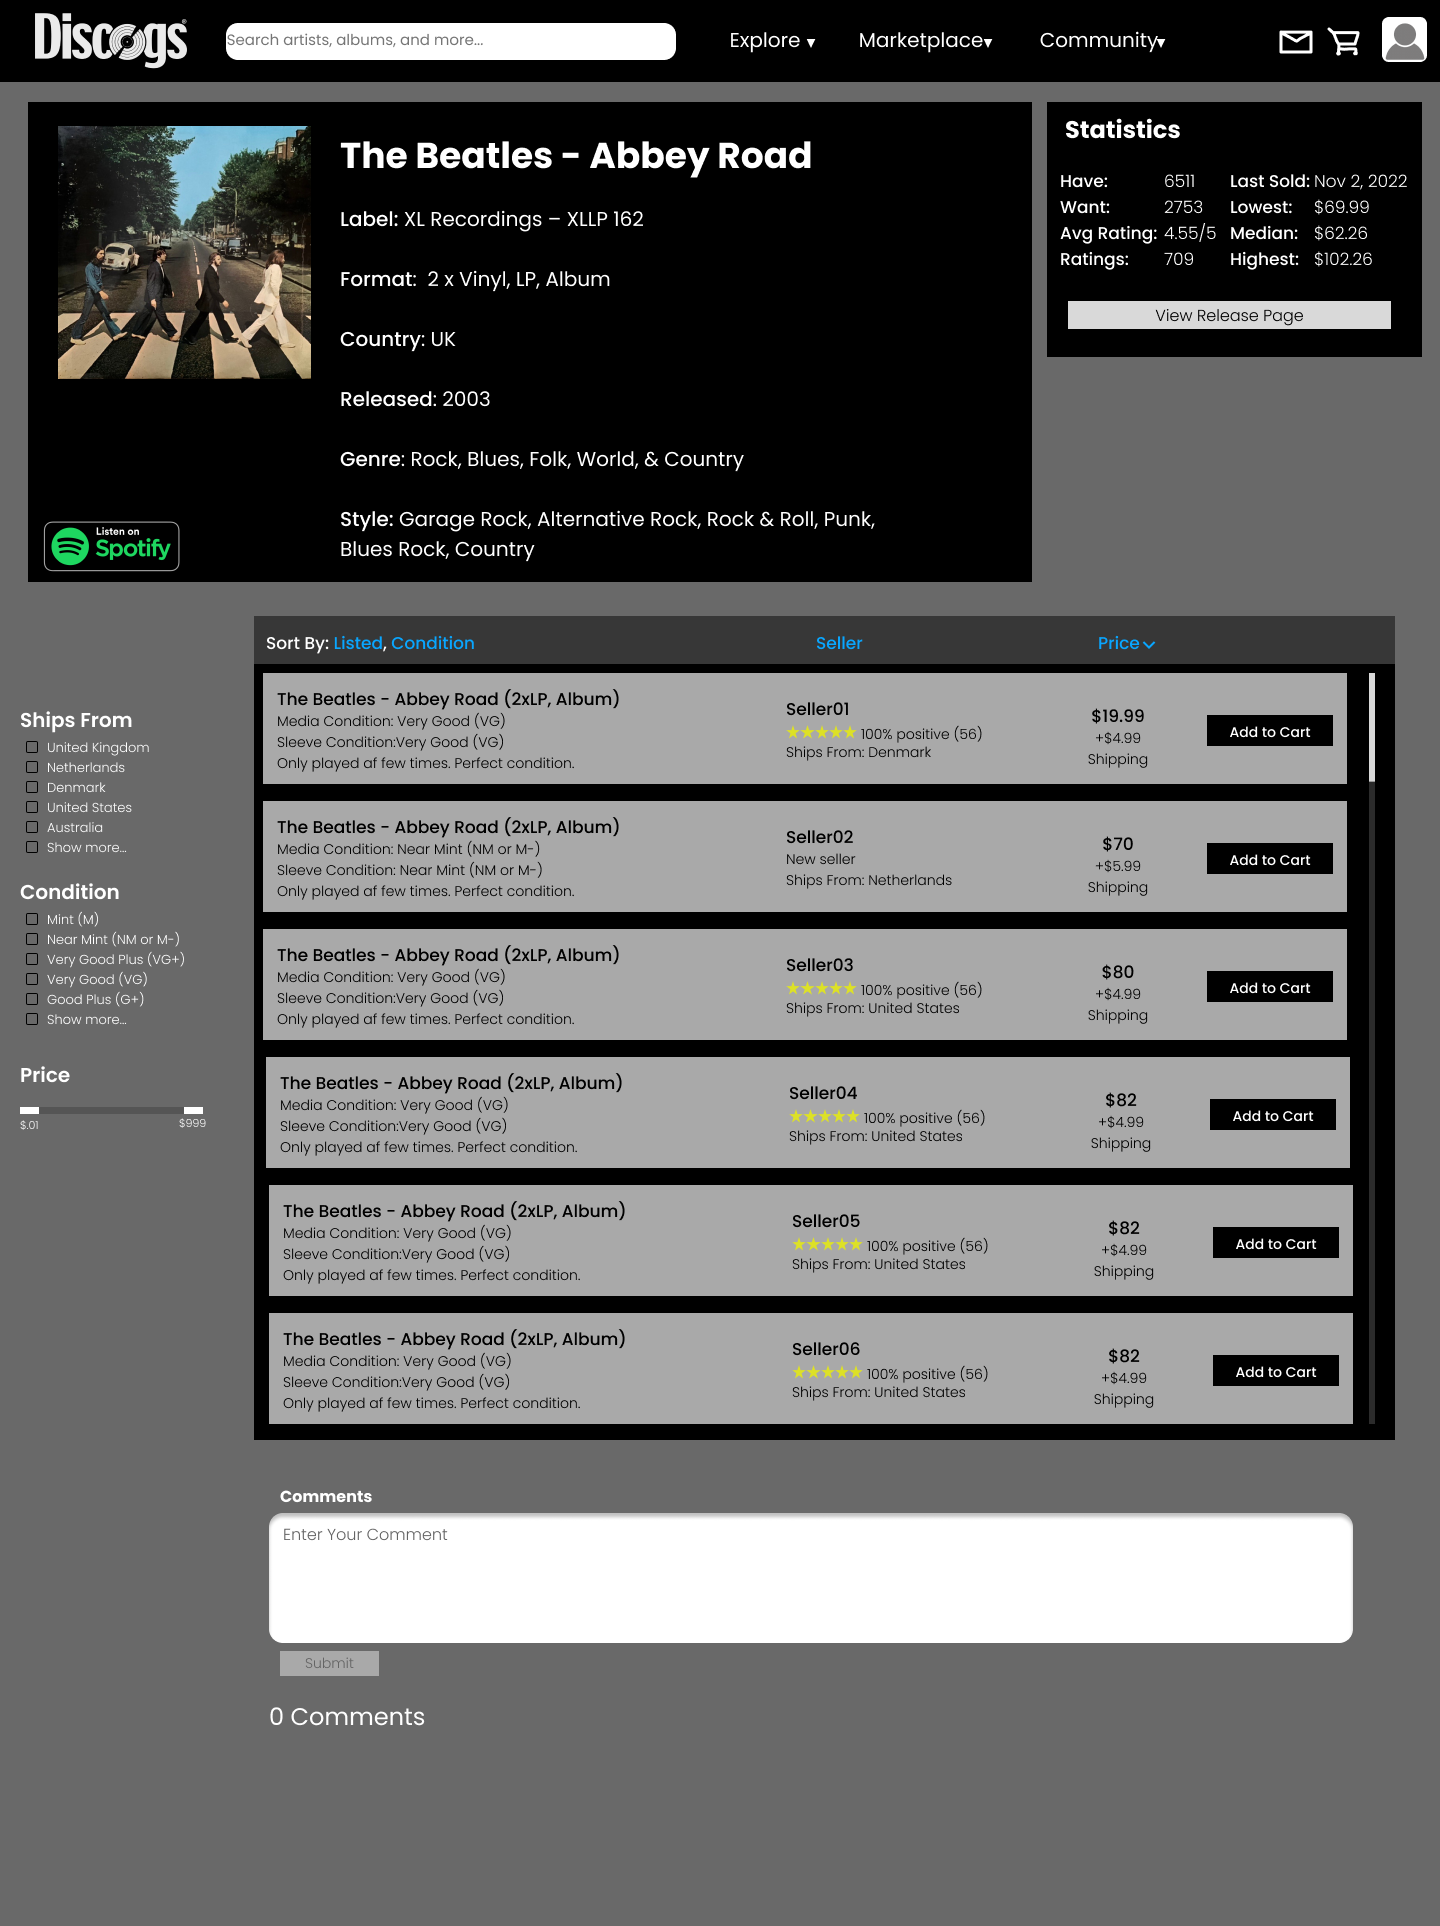 Discogs
Search artists, albums, and more...
Explore ▼
Marketplace▼
Community▼
The Beatles - Abbey Road
Label: XL Recordings – XLLP 162
Format: 2 x Vinyl, LP, Album
Country: UK
Released: 2003
Genre: Rock, Blues, Folk, World, & Country
Style: Garage Rock, Alternative Rock, Rock & Roll, Punk,
Blues Rock, Country
Listen on
Spotify
Statistics
Have: 6511 Last Sold: Nov 2, 2022
Want: 2753 Lowest: $69.99
Avg Rating: 4.55/5 Median: $62.26
Ratings: 709 Highest: $102.26
View Release Page
Sort By: Listed, Condition Seller Price
Ships From
United Kingdom
Netherlands
Denmark
United States
Australia
Show more...
Condition
Mint (M)
Near Mint (NM or M-)
Very Good Plus (VG+)
Very Good (VG)
Good Plus (G+)
Show more...
Price
$.01 $999
The Beatles - Abbey Road (2xLP, Album)
Media Condition: Very Good (VG)
Sleeve Condition:Very Good (VG)
Only played af few times. Perfect condition.
Seller01
★★★★★ 100% positive (56)
Ships From: Denmark
$19.99
+$4.99
Shipping
Add to Cart
The Beatles - Abbey Road (2xLP, Album)
Media Condition: Near Mint (NM or M-)
Sleeve Condition: Near Mint (NM or M-)
Only played af few times. Perfect condition.
Seller02
New seller
Ships From: Netherlands
$70
+$5.99
Shipping
Add to Cart
The Beatles - Abbey Road (2xLP, Album)
Media Condition: Very Good (VG)
Sleeve Condition:Very Good (VG)
Only played af few times. Perfect condition.
Seller03
★★★★★ 100% positive (56)
Ships From: United States
$80
+$4.99
Shipping
Add to Cart
The Beatles - Abbey Road (2xLP, Album)
Media Condition: Very Good (VG)
Sleeve Condition:Very Good (VG)
Only played af few times. Perfect condition.
Seller04
★★★★★ 100% positive (56)
Ships From: United States
$82
+$4.99
Shipping
Add to Cart
The Beatles - Abbey Road (2xLP, Album)
Media Condition: Very Good (VG)
Sleeve Condition:Very Good (VG)
Only played af few times. Perfect condition.
Seller05
★★★★★ 100% positive (56)
Ships From: United States
$82
+$4.99
Shipping
Add to Cart
The Beatles - Abbey Road (2xLP, Album)
Media Condition: Very Good (VG)
Sleeve Condition:Very Good (VG)
Only played af few times. Perfect condition.
Seller06
★★★★★ 100% positive (56)
Ships From: United States
$82
+$4.99
Shipping
Add to Cart
Comments
Enter Your Comment
Submit
0 Comments